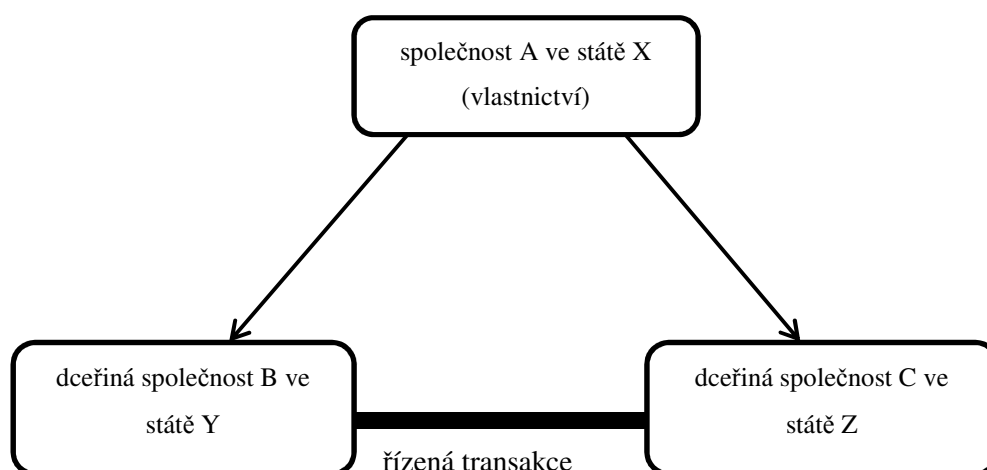 společnost A ve státě X
(vlastnictví)
dceřiná společnost B ve
státě Y
dceřiná společnost C ve
státě Z
řízená transakce